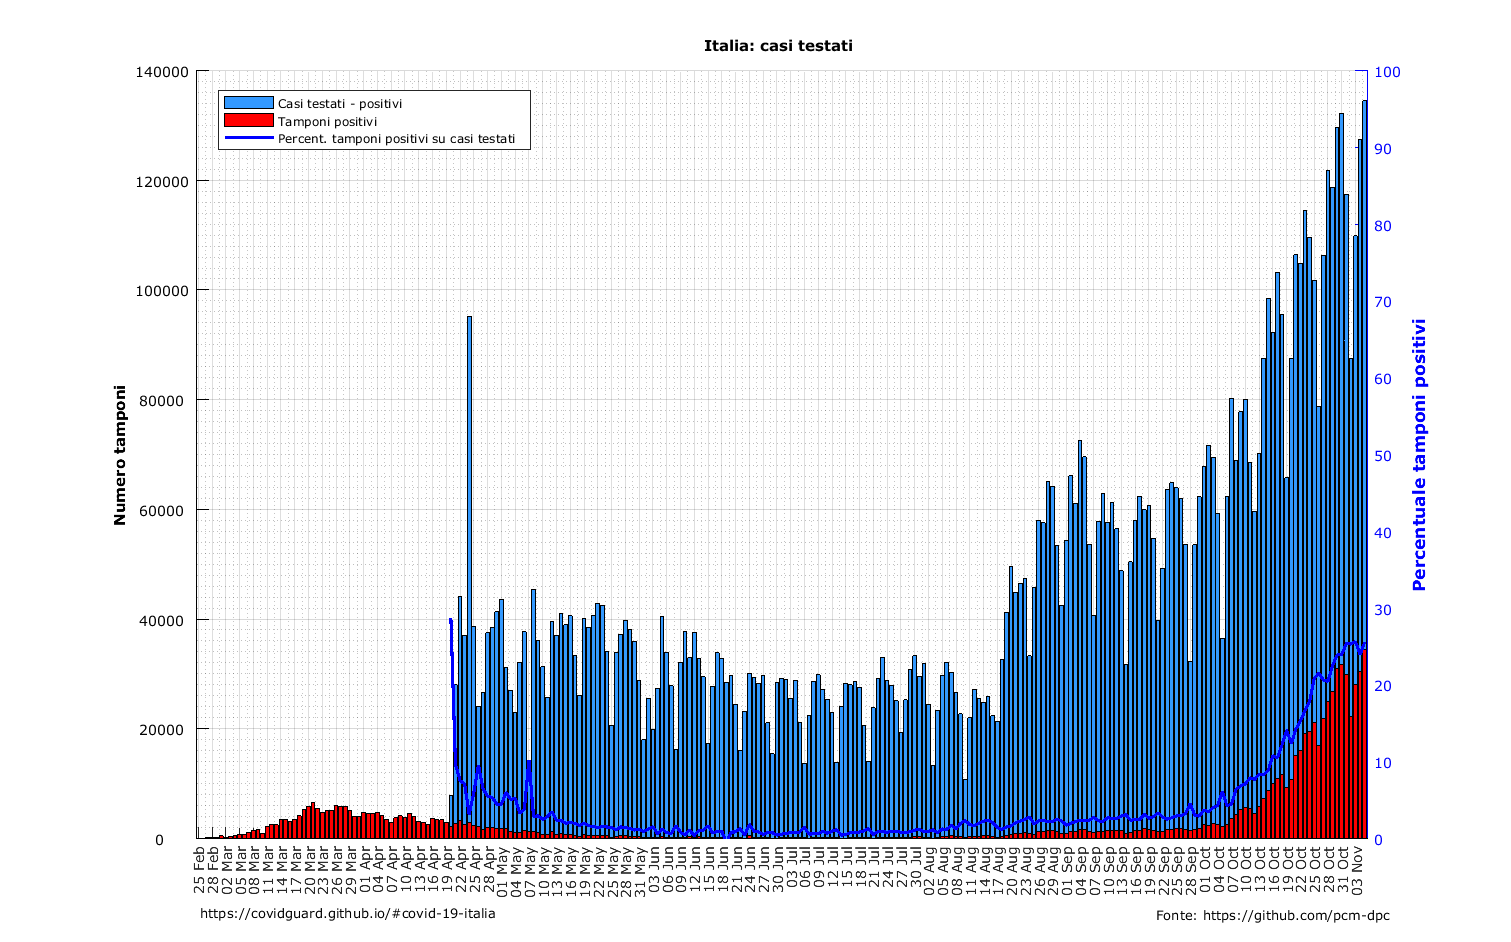 Italia: casi testati
140000
120000
100000
80000
60000
40000
20000
0
Numero tamponi
Casi testati - positivi
Tamponi positivi
Percent. tamponi positivi su casi testati
100
90
80
70
60
50
40
30
20
10
0
Percentuale tamponi positivi
25 Feb
28 Feb
02 Mar
05 Mar
08 Mar
11 Mar
14 Mar
17 Mar
20 Mar
23 Mar
26 Mar
29 Mar
01 Apr
04 Apr
07 Apr
10 Apr
13 Apr
16 Apr
19 Apr
22 Apr
25 Apr
28 Apr
01 May
04 May
07 May
10 May
13 May
16 May
19 May
22 May
25 May
28 May
31 May
03 Jun
06 Jun
09 Jun
12 Jun
15 Jun
18 Jun
21 Jun
24 Jun
27 Jun
30 Jun
03 Jul
06 Jul
09 Jul
12 Jul
15 Jul
18 Jul
21 Jul
24 Jul
27 Jul
30 Jul
02 Aug
05 Aug
08 Aug
11 Aug
14 Aug
17 Aug
20 Aug
23 Aug
26 Aug
29 Aug
01 Sep
04 Sep
07 Sep
10 Sep
13 Sep
16 Sep
19 Sep
22 Sep
25 Sep
28 Sep
01 Oct
04 Oct
07 Oct
10 Oct
13 Oct
16 Oct
19 Oct
22 Oct
25 Oct
28 Oct
31 Oct
03 Nov
https://covidguard.github.io/#covid-19-italia
Fonte: https://github.com/pcm-dpc